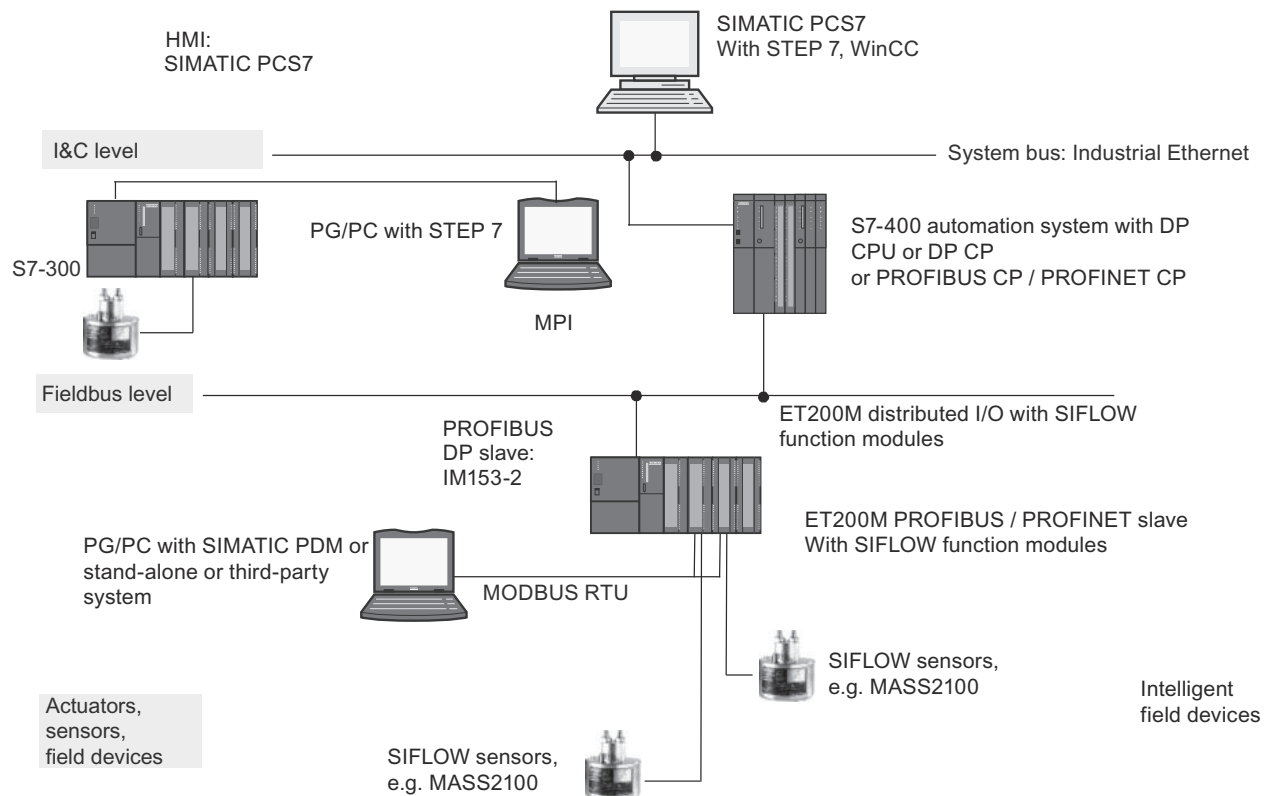 HMI:
SIMATIC PCS7
SIMATIC PCS7
With STEP 7, WinCC
I&C level
System bus: Industrial Ethernet
PG/PC with STEP 7
S7-300
MPI
S7-400 automation system with DP
CPU or DP CP
or PROFIBUS CP / PROFINET CP
Fieldbus level
PROFIBUS
DP slave:
IM153-2
ET200M distributed I/O with SIFLOW
function modules
ET200M PROFIBUS / PROFINET slave
With SIFLOW function modules
PG/PC with SIMATIC PDM or
stand-alone or third-party
system
MODBUS RTU
SIFLOW sensors,
e.g. MASS2100
Intelligent
field devices
Actuators,
sensors,
field devices
SIFLOW sensors,
e.g. MASS2100